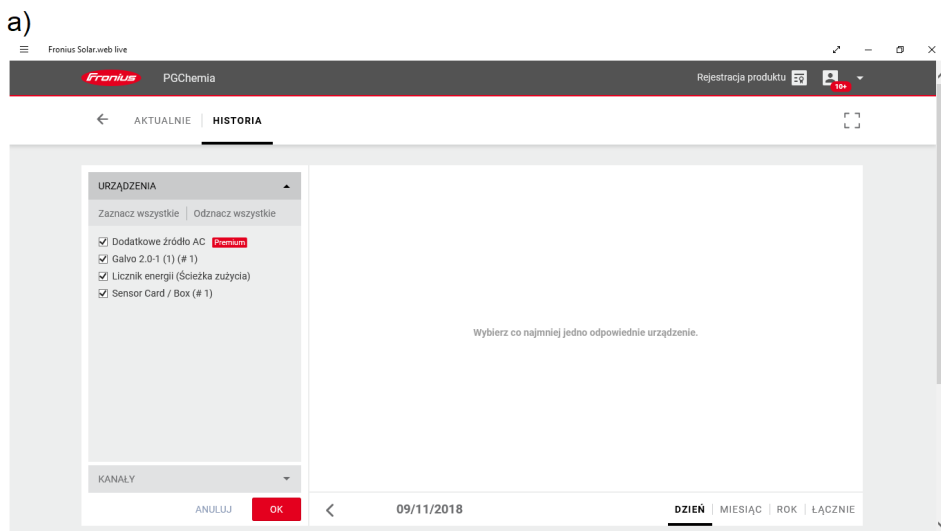 a)
Fronius Solar.web live
Fronius PGChemia Rejestracja produktu 10+
AKTUALNIE HISTORIA
URZĄDZENIA
Zaznacz wszystkie Odznacz wszystkie
Dodatkowe źródło AC Premium
Galvo 2.0-1 (1) (# 1)
Licznik energii (Ścieżka zużycia)
Sensor Card / Box (# 1)
Wybierz co najmniej jedno odpowiednie urządzenie.
KANAŁY
ANULUJ OK 09/11/2018 DZIEŃ MIESIĄC ROK ŁĄCZNIE